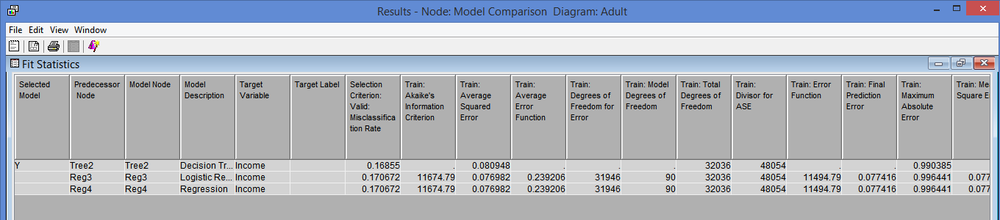 Results - Node: Model Comparison Diagram: Adult
File Edit View Window
Fit Statistics
Selected Model
Predecessor Node
Model Node
Model Description
Target Variable
Target Label
Selection Criterion: Valid: Misclassifica tion Rate
Train: Akaike's Information Criterion
Train: Average Squared Error
Train: Average Error Function
Train: Degrees of Freedom for Error
Train: Model Degrees of Freedom
Train: Total Degrees of Freedom
Train: Divisor for ASE
Train: Error Function
Train: Final Prediction Error
Train: Maximum Absolute Error
Train: Me Square E
Y Tree2 Tree2 Decision Tr... Income 0.16855 . 0.080948 . . . 32036 48054 . . 0.990385
Reg3 Reg3 Logistic Re... Income 0.170672 11674.79 0.076982 0.239206 31946 90 32036 48054 11494.79 0.077416 0.996441 0.077
Reg4 Reg4 Regression Income 0.170672 11674.79 0.076982 0.239206 31946 90 32036 48054 11494.79 0.077416 0.996441 0.077